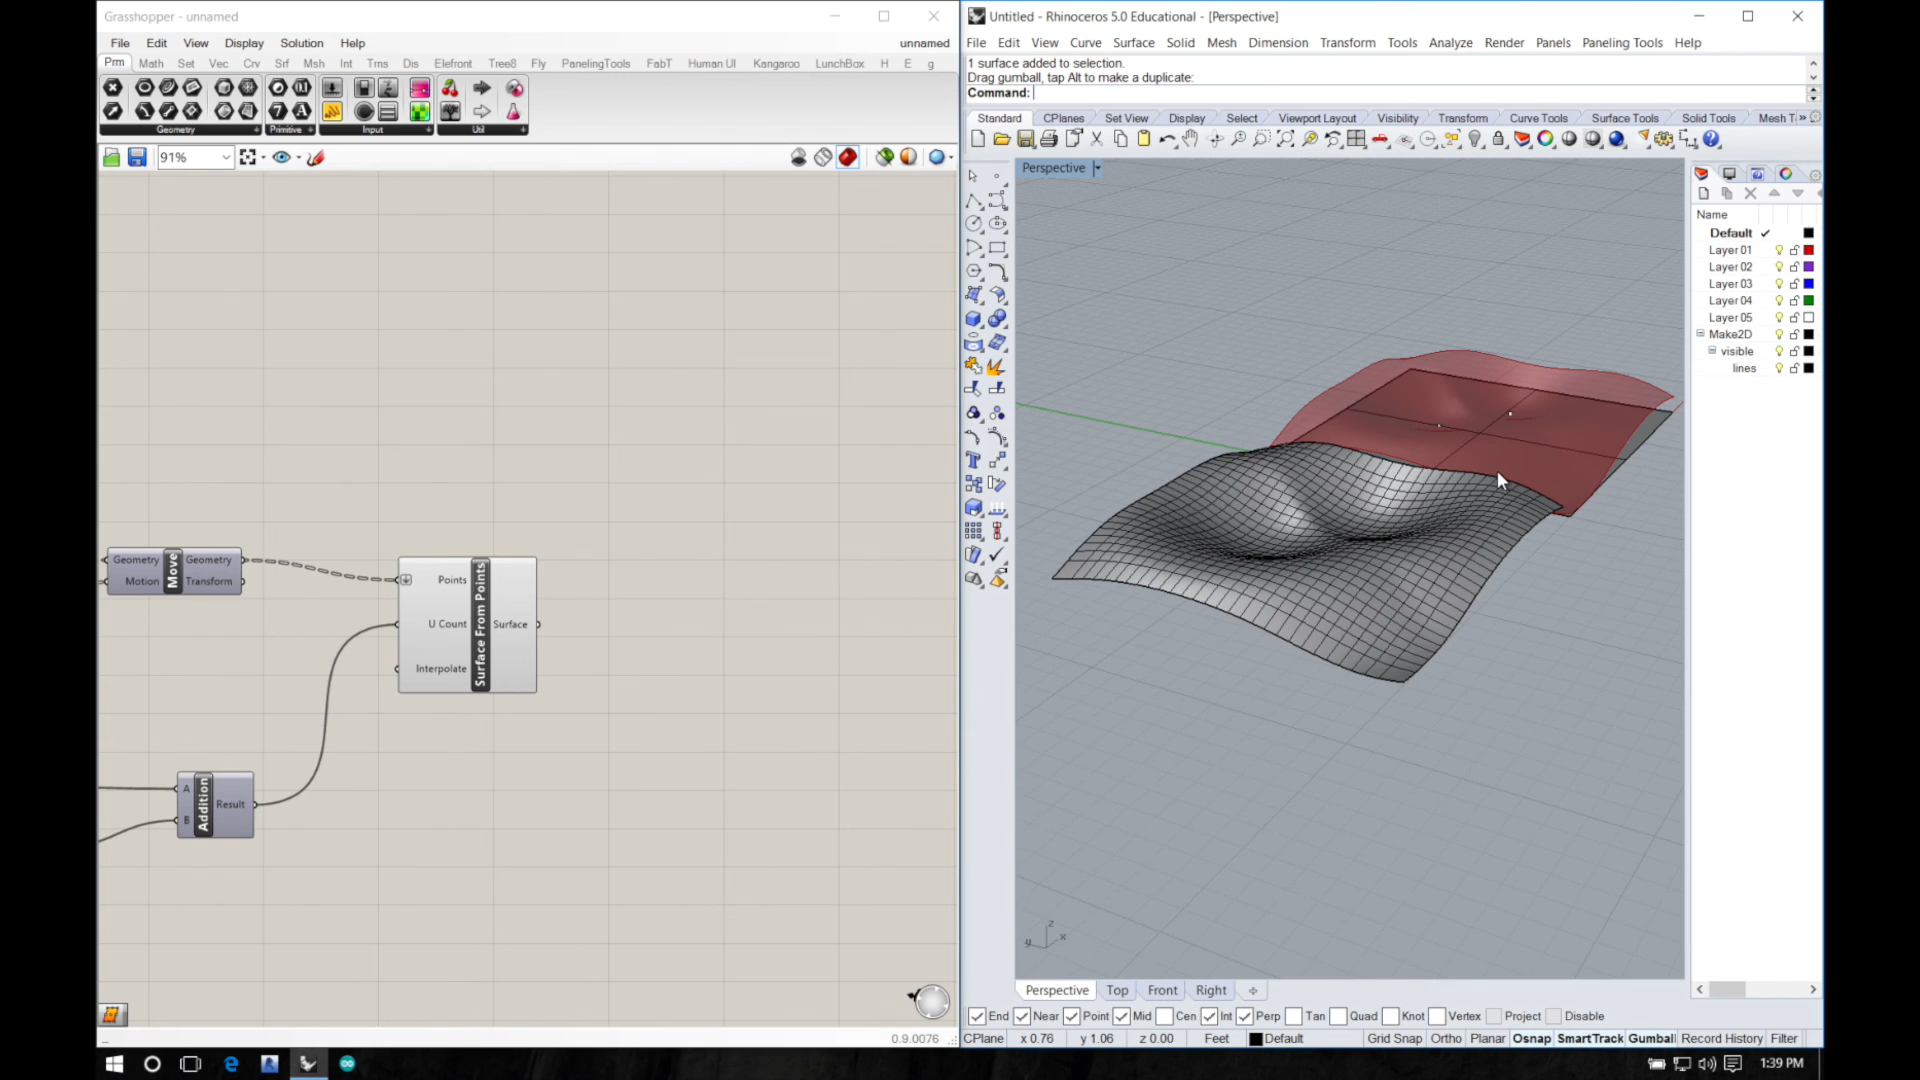 Grasshopper - unnamed
File Edit View Display Solution Help unnamed
Prm Math Set Vec Crv Srf Msh Int Trns Dis Elefront Tree8 Fly PanelingTools FabT Human UI Kangaroo LunchBox H E g
Geometry Primitive Input Util
91%
Geometry Move Geometry
Motion Transform
Points
U Count Surface From Points Surface
Interpolate
A Addition Result
B
0.9.0076
Untitled - Rhinoceros 5.0 Educational - [Perspective]
File Edit View Curve Surface Solid Mesh Dimension Transform Tools Analyze Render Panels Paneling Tools Help
1 surface added to selection.
Drag gumball, tap Alt to make a duplicate:
Command:
Standard CPlanes Set View Display Select Viewport Layout Visibility Transform Curve Tools Surface Tools Solid Tools Mesh T
Perspective
Name
Default
Layer 01
Layer 02
Layer 03
Layer 04
Layer 05
Make2D
visible
lines
z
y x
Perspective Top Front Right
End Near Point Mid Cen Int Perp Tan Quad Knot Vertex Project Disable
CPlane x 0.76 y 1.06 z 0.00 Feet Default Grid Snap Ortho Planar Osnap SmartTrack Gumball Record History Filter
1:39 PM